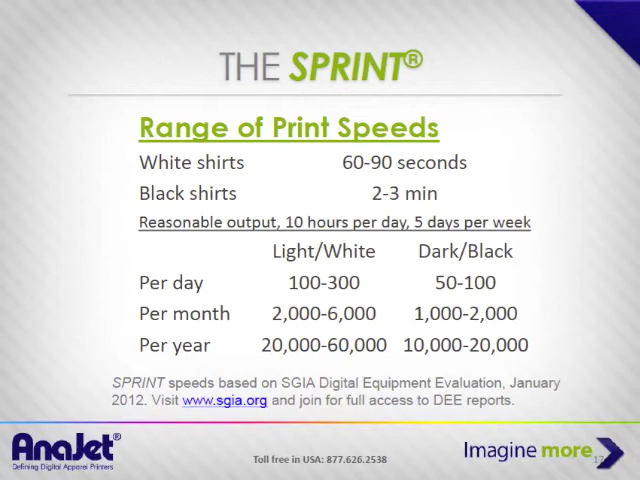 THE SPRINT®
Range of Print Speeds
White shirts 60-90 seconds
Black shirts 2-3 min
Reasonable output, 10 hours per day, 5 days per week
Light/White Dark/Black
Per day 100-300 50-100
Per month 2,000-6,000 1,000-2,000
Per year 20,000-60,000 10,000-20,000
SPRINT speeds based on SGIA Digital Equipment Evaluation, January
2012. Visit www.sgia.org and join for full access to DEE reports.
AnaJet®
Defining Digital Apparel Printers
Toll free in USA: 877.626.2538
Imagine more
17